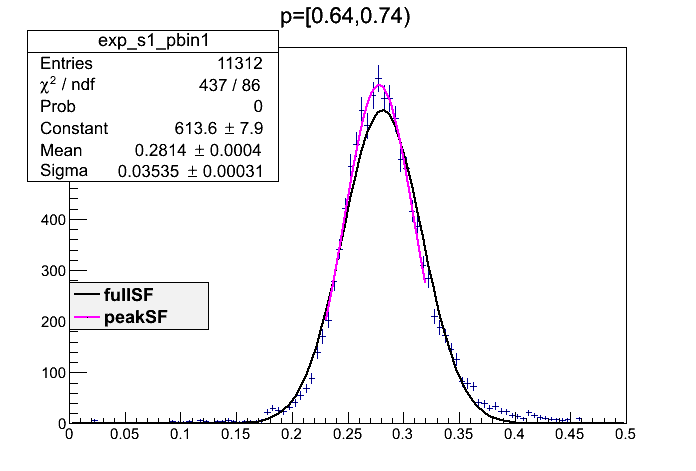 p=[0.64,0.74)
exp_s1_pbin1
Entries 11312
χ² / ndf 437 / 86
Prob 0
Constant 613.6 ± 7.9
Mean 0.2814 ± 0.0004
Sigma 0.03535 ± 0.00031
400
300
fullSF
peakSF
200
100
0
0 0.05 0.1 0.15 0.2 0.25 0.3 0.35 0.4 0.45 0.5